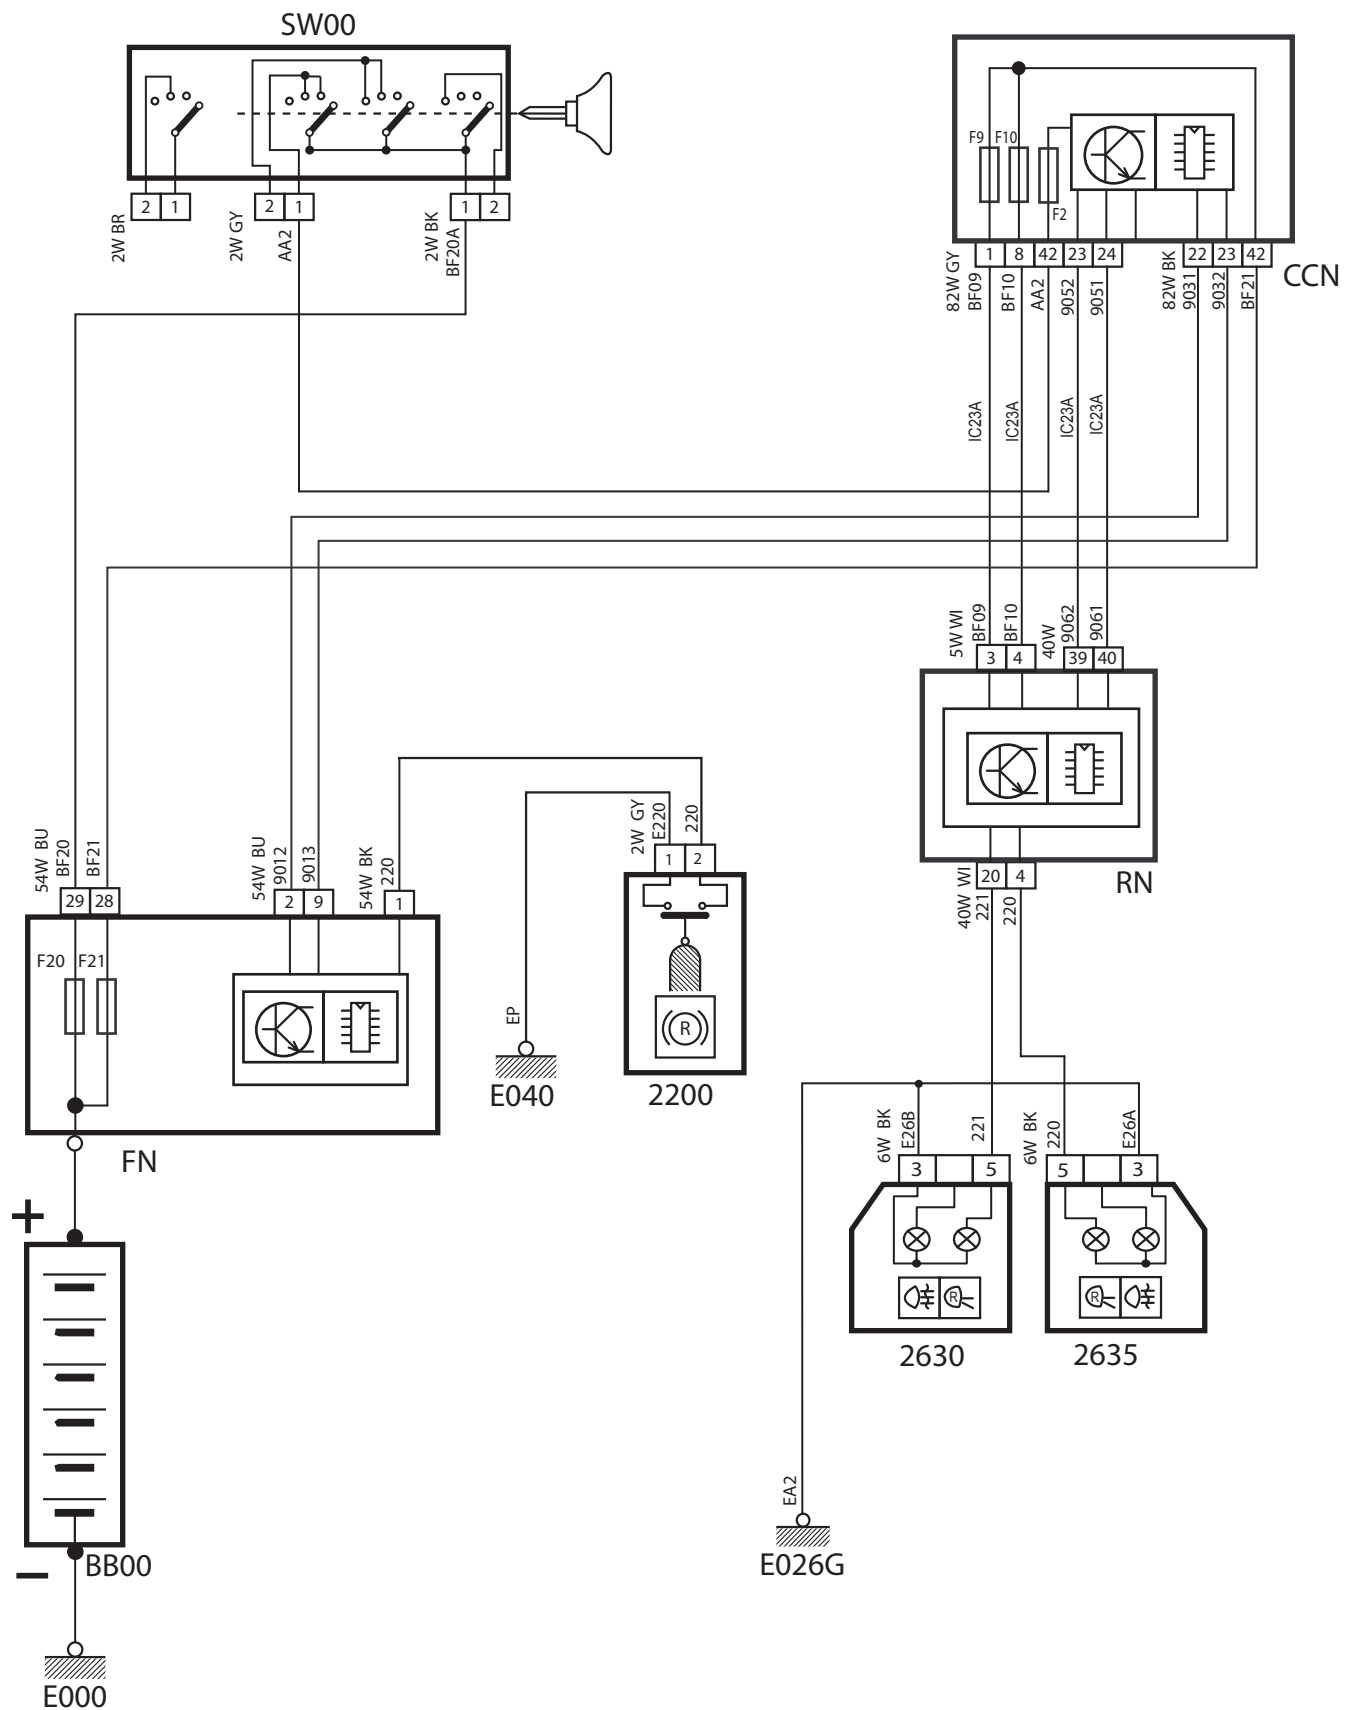 SW00
2 1
2W BR
2 1
2W GY
AA2
1 2
2W BK
BF20A
F9 F10
F2
1 8 42 23 24
22 23 42
CCN
82W GY
BF09
BF10
AA2
9052
9051
82W BK
9031
9032
BF21
IC23A
IC23A
IC23A
IC23A
5W WI
BF09
BF10
40W
9062
9061
3 4
39 40
20 4
RN
40W WI
221
220
54W BU
BF20
BF21
29 28
54W BU
9012
9013
2 9
54W BK
220
1
F20 F21
FN
2W GY
E220
220
1 2
R
2200
EP
E040
6W BK
E26B
221
3 5
6W BK
220
E26A
5 3
R
R
2630
2635
EA2
E026G
+
BB00
−
E000